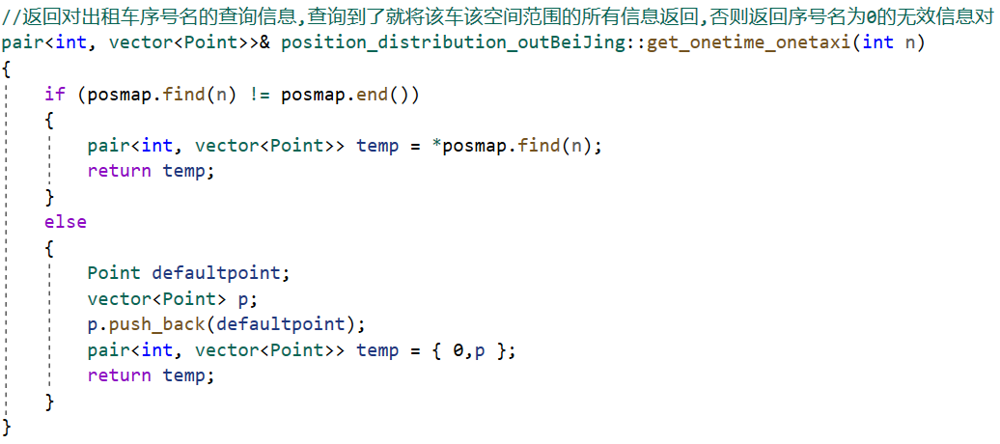 //返回对出租车序号名的查询信息,查询到了就将该车该空间范围的所有信息返回,否则返回序号名为0的无效信息对
pair<int, vector<Point>>& position_distribution_outBeiJing::get_onetime_onetaxi(int n)
{
    if (posmap.find(n) != posmap.end())
    {
        pair<int, vector<Point>> temp = *posmap.find(n);
        return temp;
    }
    else
    {
        Point defaultpoint;
        vector<Point> p;
        p.push_back(defaultpoint);
        pair<int, vector<Point>> temp = { 0,p };
        return temp;
    }
}